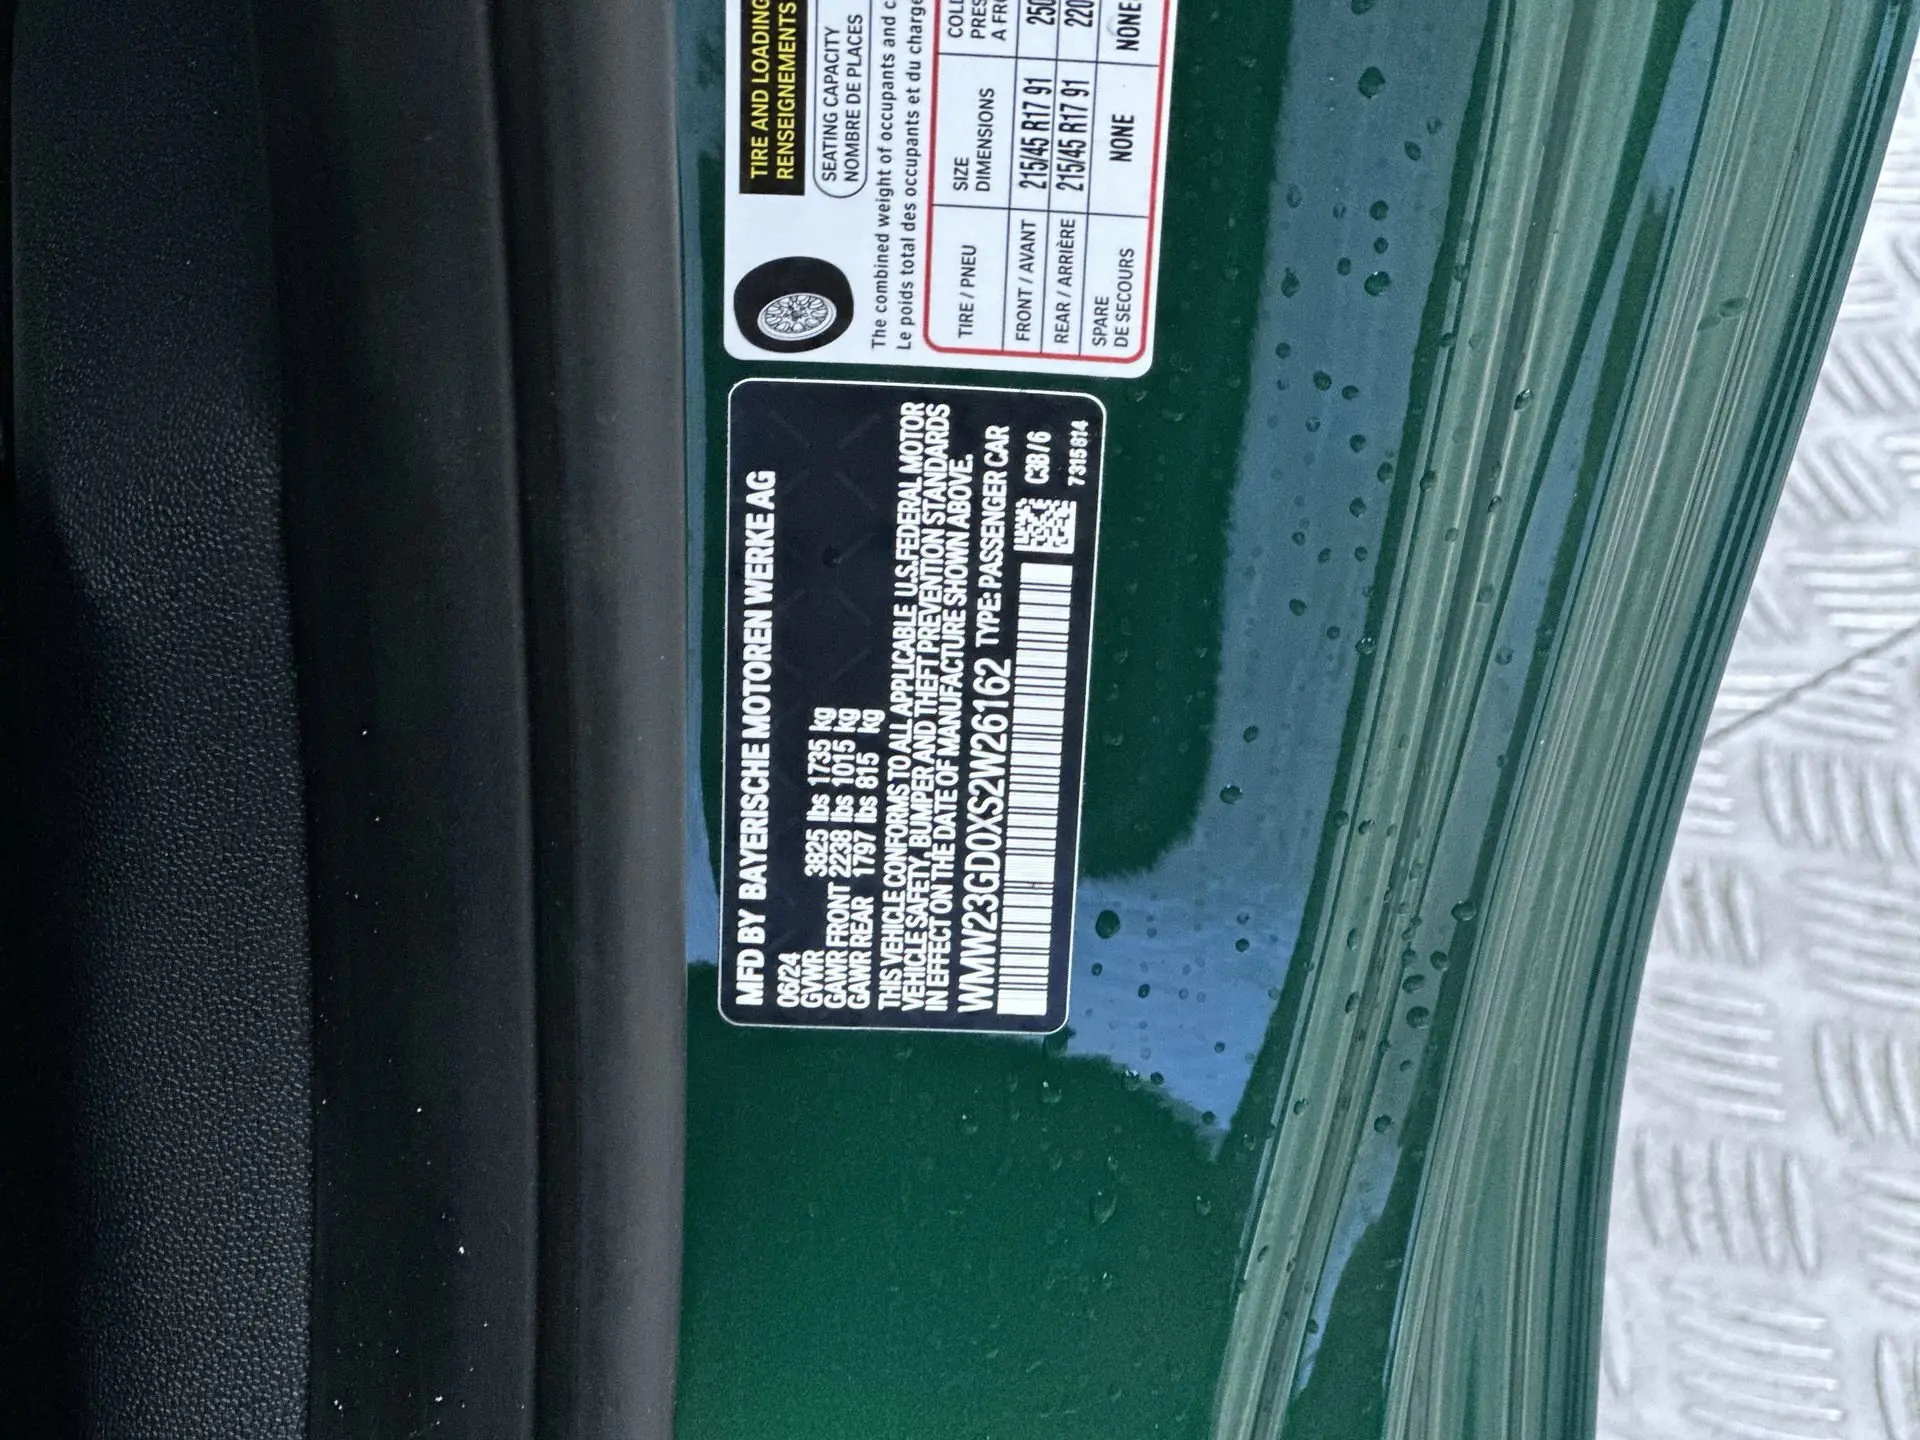 TIRE AND LOADING
RENSEIGNEMENTS
SEATING CAPACITY
NOMBRE DE PLACES
The combined weight of occupants and
Le poids total des occupants et du charge
TIRE / PNEU SIZE DIMENSIONS COLD
FRONT / AVANT 215/45 R17 91 250
REAR / ARRIÈRE 215/45 R17 91 220
SPARE DE SECOURS NONE NONE
MFD BY BAYERISCHE MOTOREN WERKE AG
06/24
GVWR 3825 lbs 1735 kg
GAWR FRONT 2238 lbs 1015 kg
GAWR REAR 1797 lbs 815 kg
THIS VEHICLE CONFORMS TO ALL APPLICABLE U.S.FEDERAL MOTOR
VEHICLE SAFETY, BUMPER AND THEFT PREVENTION STANDARDS
IN EFFECT ON THE DATE OF MANUFACTURE SHOWN ABOVE.
WMW23GD0XS2W26162 TYPE: PASSENGER CAR
C3B/6
7315814